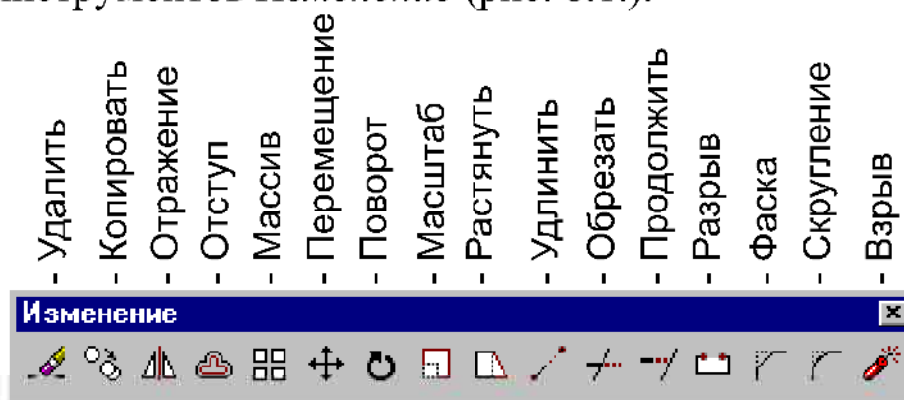 - Удалить
- Копировать
- Отражение
- Отступ
- Массив
- Перемещение
- Поворот
- Масштаб
- Растянуть
- Удлинить
- Обрезать
- Продолжить
- Разрыв
- Фаска
- Скругление
- Взрыв
Изменение